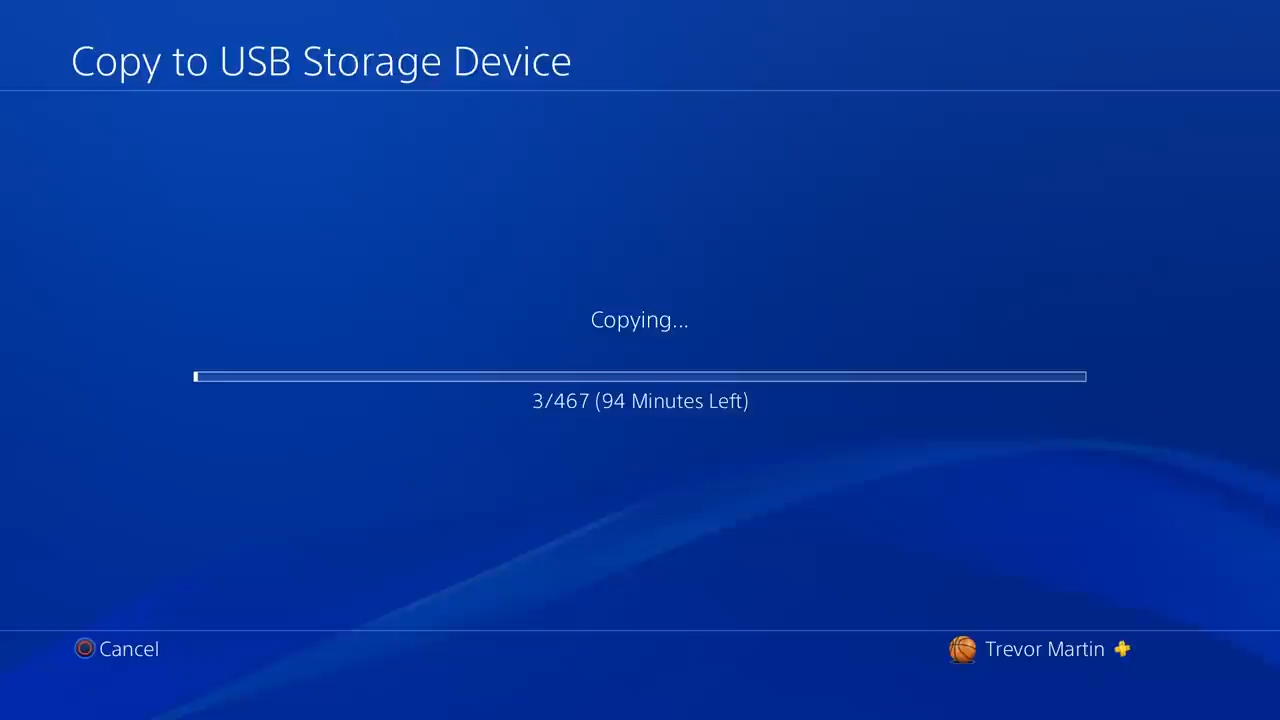 Copy to USB Storage Device
Copying...
3/467 (94 Minutes Left)
Cancel
Trevor Martin